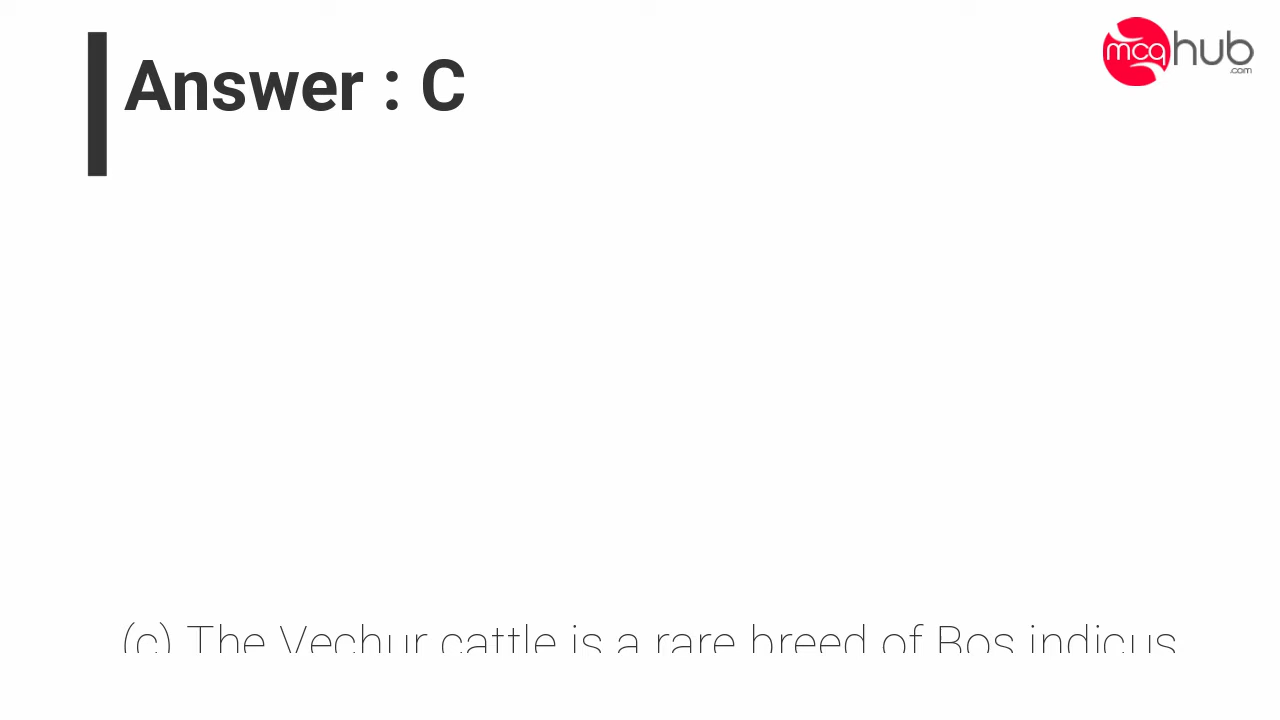 mcqhub
.com
Answer : C
(c) The Vechur cattle is a rare breed of Bos indicus